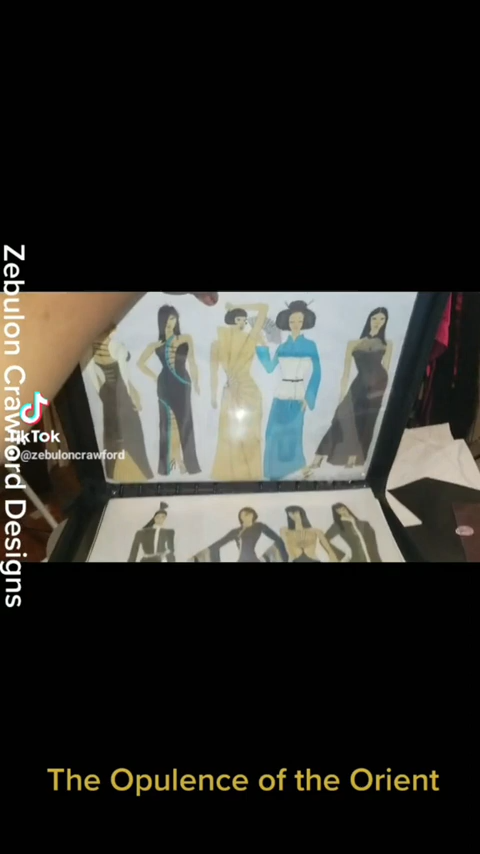 Zebulon Crawford Designs
TikTok
@zebuloncrawford
The Opulence of the Orient